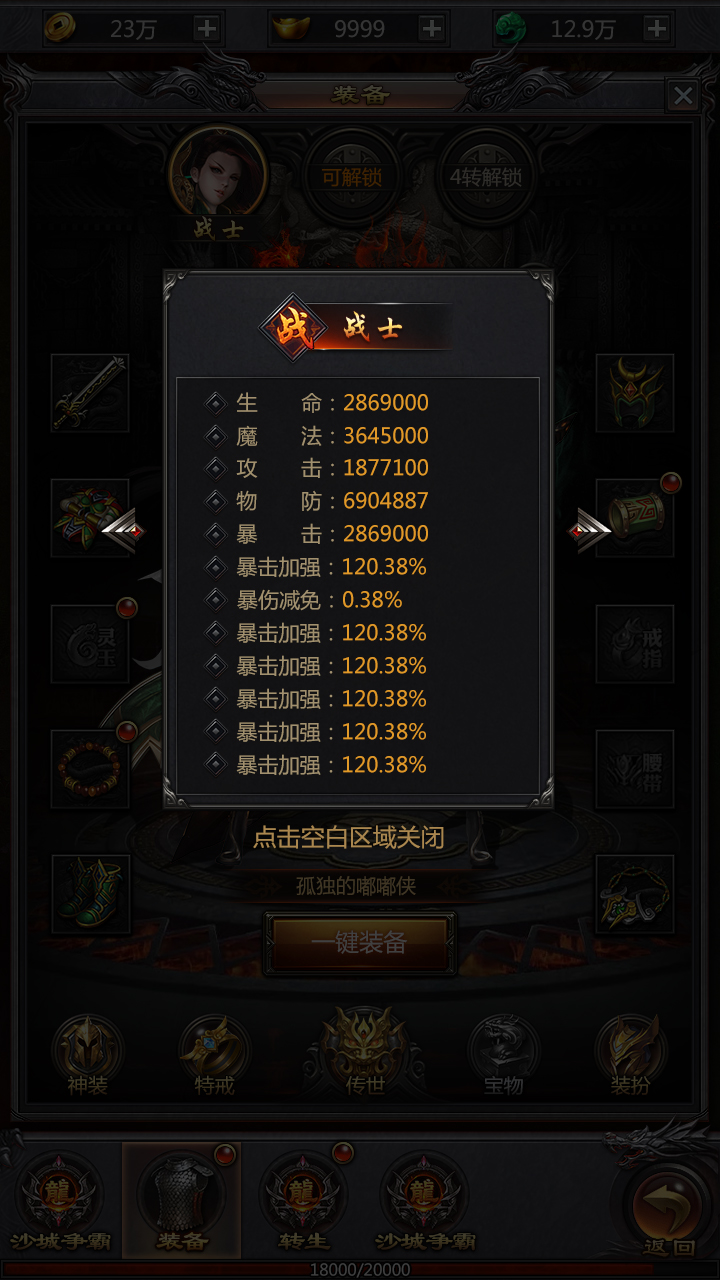 23万 9999 12.9万
装备
可解锁 4转解锁
战士
战 战士
生命：2869000
魔法：3645000
攻击：1877100
物防：6904887
暴击：2869000
暴击加强：120.38%
暴伤减免：0.38%
暴击加强：120.38%
暴击加强：120.38%
暴击加强：120.38%
暴击加强：120.38%
暴击加强：120.38%
灵玉 戒指
腰带
点击空白区域关闭
孤独的嘟嘟侠
一键装备
神装 特戒 传世 宝物 装扮
龍 龍 龍
沙城争霸 装备 转生 沙城争霸 返回
18000/20000